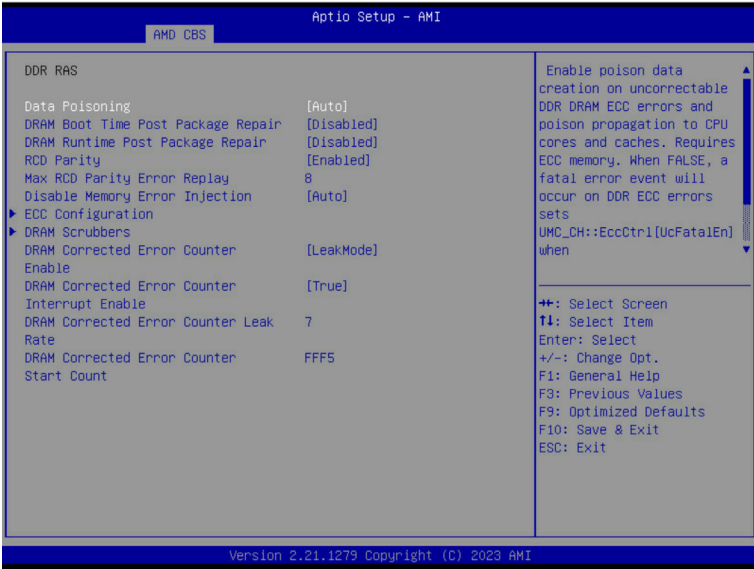 Aptio Setup – AMI
AMD CBS
DDR RAS
Data Poisoning [Auto]
DRAM Boot Time Post Package Repair [Disabled]
DRAM Runtime Post Package Repair [Disabled]
RCD Parity [Enabled]
Max RCD Parity Error Replay 8
Disable Memory Error Injection [Auto]
ECC Configuration
DRAM Scrubbers
DRAM Corrected Error Counter [LeakMode]
Enable
DRAM Corrected Error Counter [True]
Interrupt Enable
DRAM Corrected Error Counter Leak 7
Rate
DRAM Corrected Error Counter FFF5
Start Count
Enable poison data
creation on uncorrectable
DDR DRAM ECC errors and
poison propagation to CPU
cores and caches. Requires
ECC memory. When FALSE, a
fatal error event will
occur on DDR ECC errors
sets
UMC_CH::EccCtrl[UcFatalEn]
when
→←: Select Screen
↑↓: Select Item
Enter: Select
+/-: Change Opt.
F1: General Help
F3: Previous Values
F9: Optimized Defaults
F10: Save & Exit
ESC: Exit
Version 2.21.1279 Copyright (C) 2023 AMI